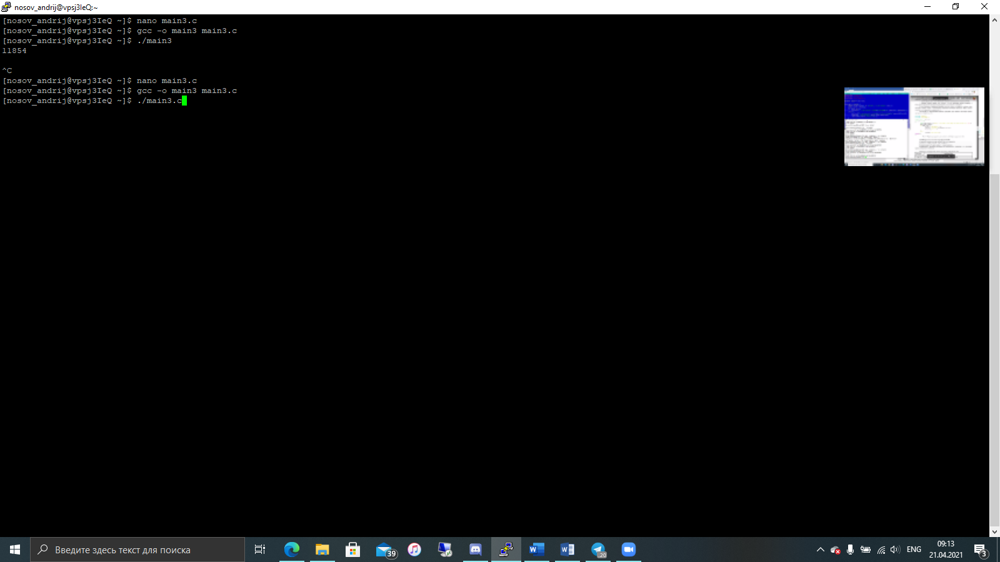 nosov_andrij@vpsj3IeQ:~
[nosov_andrij@vpsj3IeQ ~]$ nano main3.c
[nosov_andrij@vpsj3IeQ ~]$ gcc -o main3 main3.c
[nosov_andrij@vpsj3IeQ ~]$ ./main3
11854
^C
[nosov_andrij@vpsj3IeQ ~]$ nano main3.c
[nosov_andrij@vpsj3IeQ ~]$ gcc -o main3 main3.c
[nosov_andrij@vpsj3IeQ ~]$ ./main3.c
Введите здесь текст для поиска
39
20
ENG
09:13
21.04.2021
3